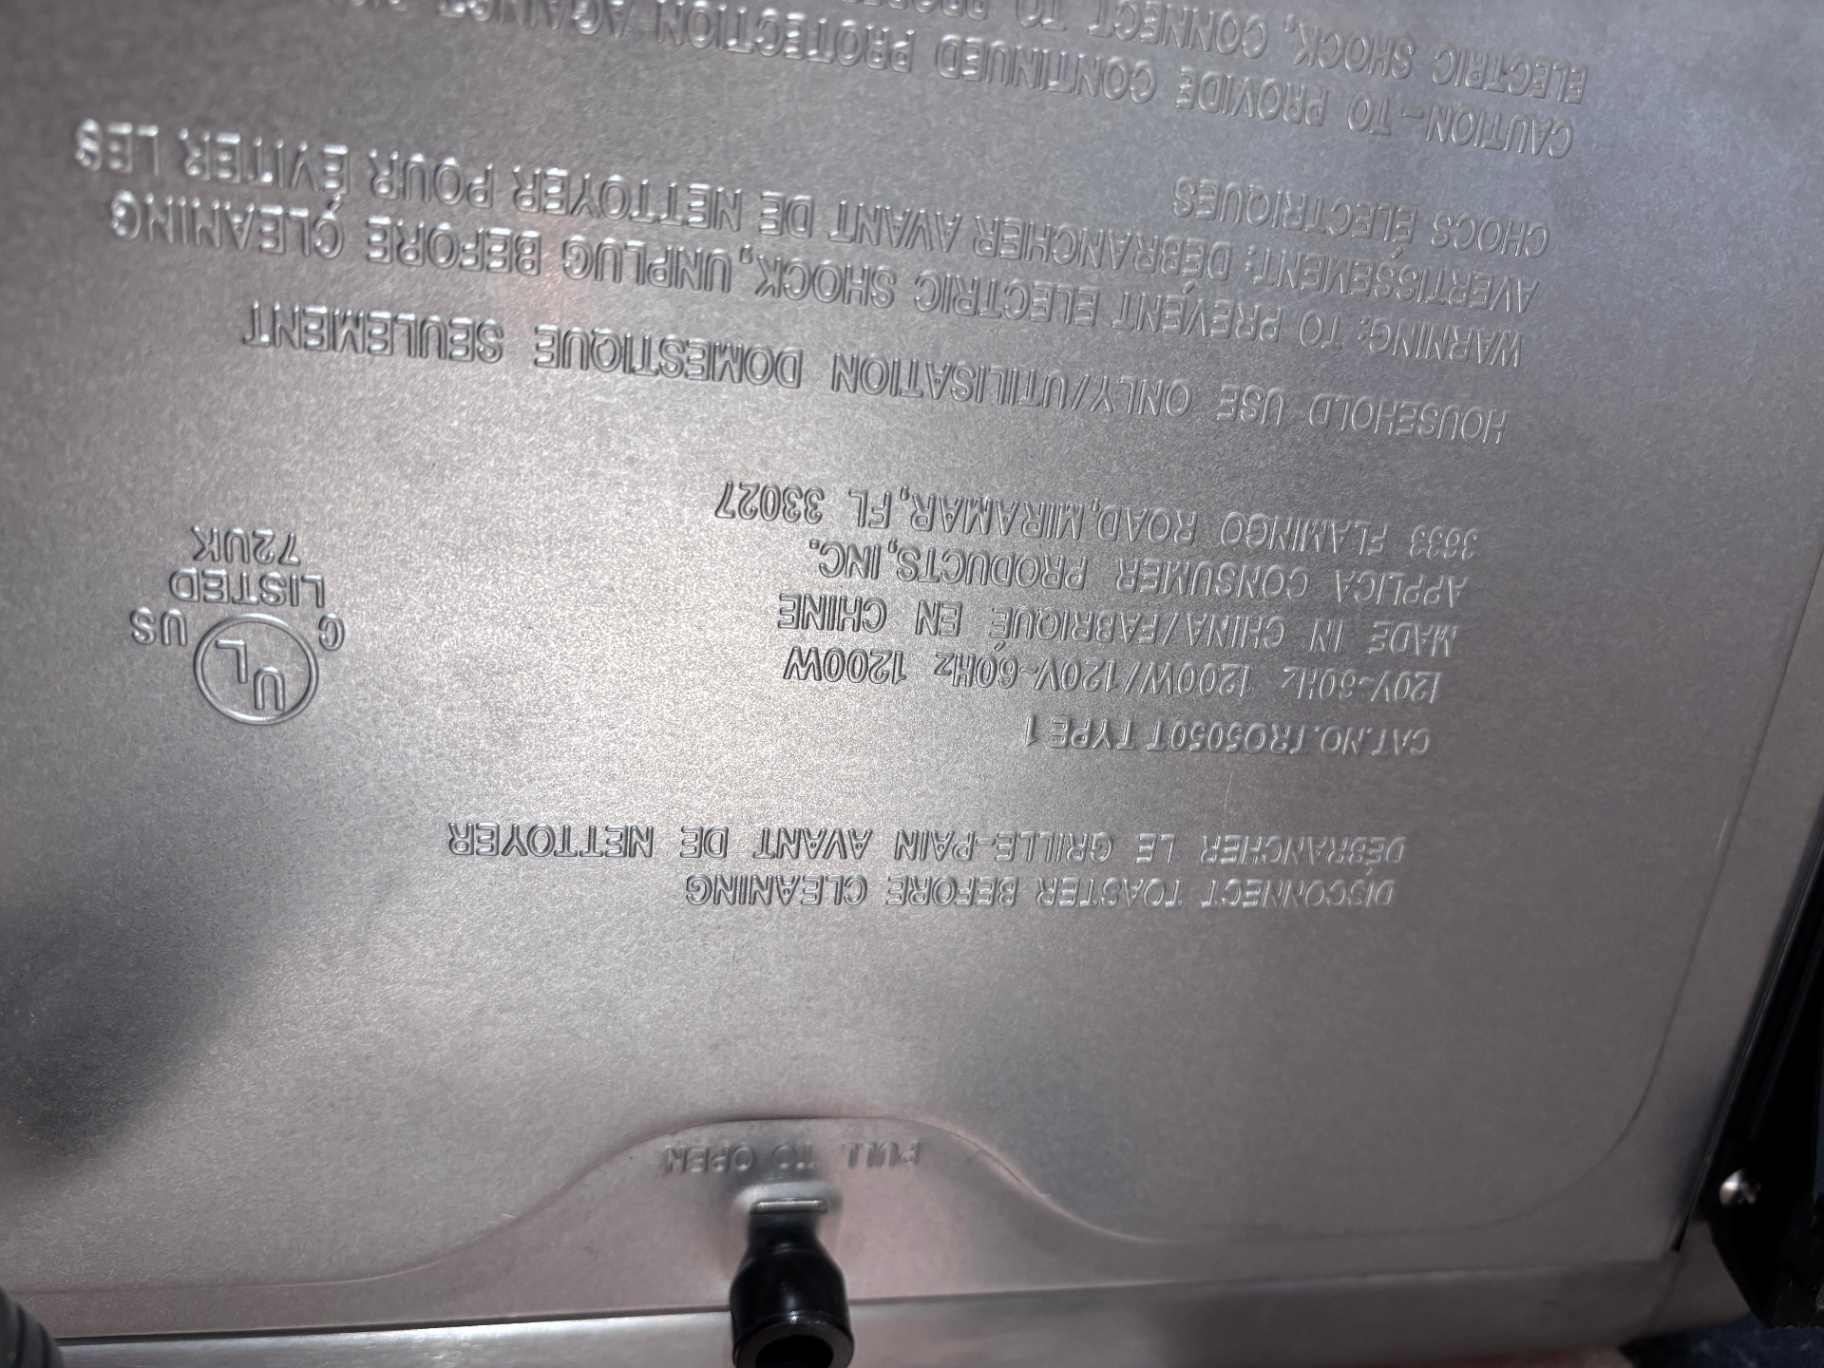 PULL TO OPEN
DISCONNECT TOASTER BEFORE CLEANING
DÉBRANCHER LE GRILLE-PAIN AVANT DE NETTOYER
CAT.NO.TRO5050T TYPE 1
120V~60Hz 1200W/120V~60Hz 1200W
MADE IN CHINA/FABRIQUÉ EN CHINE
APPLICA CONSUMER PRODUCTS,INC.
3633 FLAMINGO ROAD,MIRAMAR,FL 33027
C UL US
LISTED
72UK
HOUSEHOLD USE ONLY/UTILISATION DOMESTIQUE SEULEMENT
WARNING: TO PREVENT ELECTRIC SHOCK, UNPLUG BEFORE CLEANING
AVERTISSEMENT: DÉBRANCHER AVANT DE NETTOYER POUR ÉVITER LES
CHOCS ÉLECTRIQUES
CAUTION–TO PROVIDE CONTINUED PROTECTION AGAINST
ELECTRIC SHOCK, CONNECT TO